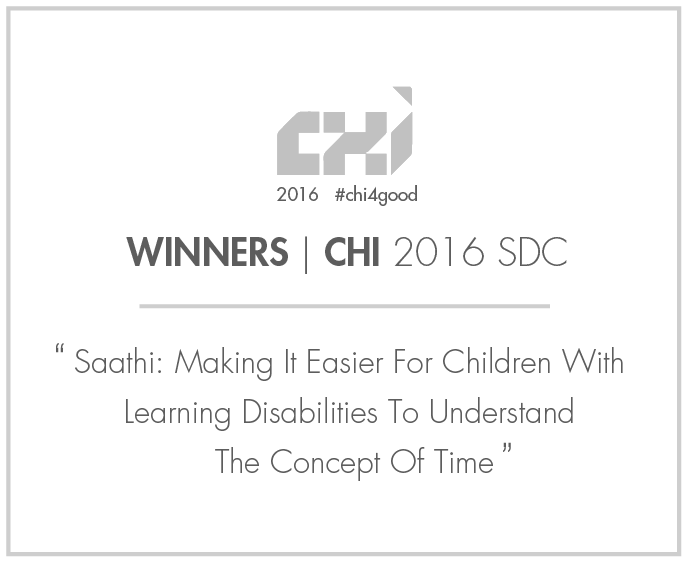 CHI
2016 #chi4good
WINNERS | CHI 2016 SDC
“ Saathi: Making It Easier For Children With
Learning Disabilities To Understand
The Concept Of Time ”